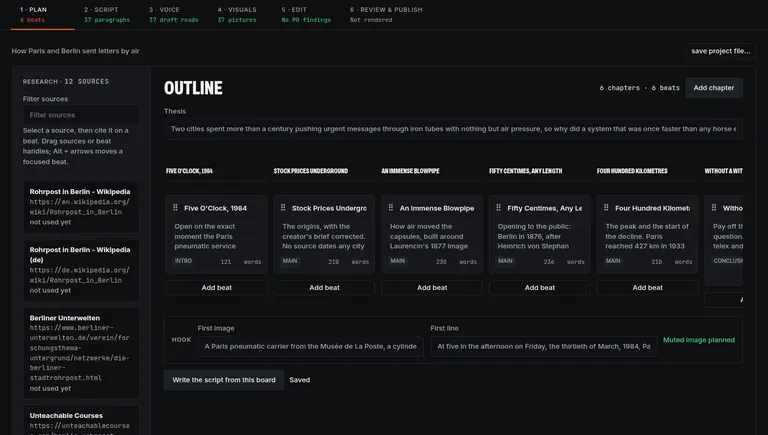 1 · PLAN
6 beats
2 · SCRIPT
37 paragraphs
3 · VOICE
37 draft reads
4 · VISUALS
37 pictures
5 · EDIT
No P0 findings
6 · REVIEW & PUBLISH
Not rendered
How Paris and Berlin sent letters by air
save project file...
RESEARCH · 12 SOURCES
Filter sources
Filter sources
Select a source, then cite it on a
beat. Drag sources or beat
handles; Alt + arrows moves a
focused beat.
Rohrpost in Berlin - Wikipedia
https://en.wikipedia.org/
wiki/Rohrpost_in_Berlin
not used yet
Rohrpost in Berlin - Wikipedia
(de)
https://de.wikipedia.org/
wiki/Rohrpost_in_Berlin
not used yet
Berliner Unterwelten
https://www.berliner-
unterwelten.de/verein/for
schungsthema-
untergrund/netzwerke/die-
berliner-
stadtrohrpost.html
not used yet
Unteachable Courses
https://unteachablecourse
OUTLINE
6 chapters · 6 beats
Add chapter
Thesis
Two cities spent more than a century pushing urgent messages through iron tubes with nothing but air pressure, so why did a system that was once faster than any horse
FIVE O'CLOCK, 1984
Five O'Clock, 1984
Open on the exact
moment the Paris
pneumatic service
INTRO
121 words
Add beat
STOCK PRICES UNDERGROUND
Stock Prices Undergro
The origins, with the
creator's brief corrected.
No source dates any city
MAIN
210 words
Add beat
AN IMMENSE BLOWPIPE
An Immense Blowpipe
How air moved the
capsules, built around
Laurencin's 1877 image
MAIN
230 words
Add beat
FIFTY CENTIMES, ANY LENGTH
Fifty Centimes, Any Le
Opening to the public:
Berlin in 1876, after
Heinrich von Stephan
MAIN
236 words
Add beat
FOUR HUNDRED KILOMETRES
Four Hundred Kilomet
The peak and the start of
the decline. Paris
reached 427 km in 1933
MAIN
210 words
Add beat
WITHOUT A WIT
Witho
Pay off th
question
telex and
CONCLUSI
A
HOOK
First image
A Paris pneumatic carrier from the Musée de La Poste, a cylinde
First line
At five in the afternoon on Friday, the thirtieth of March, 1984, Pa
Muted image planned
Write the script from this board
Saved